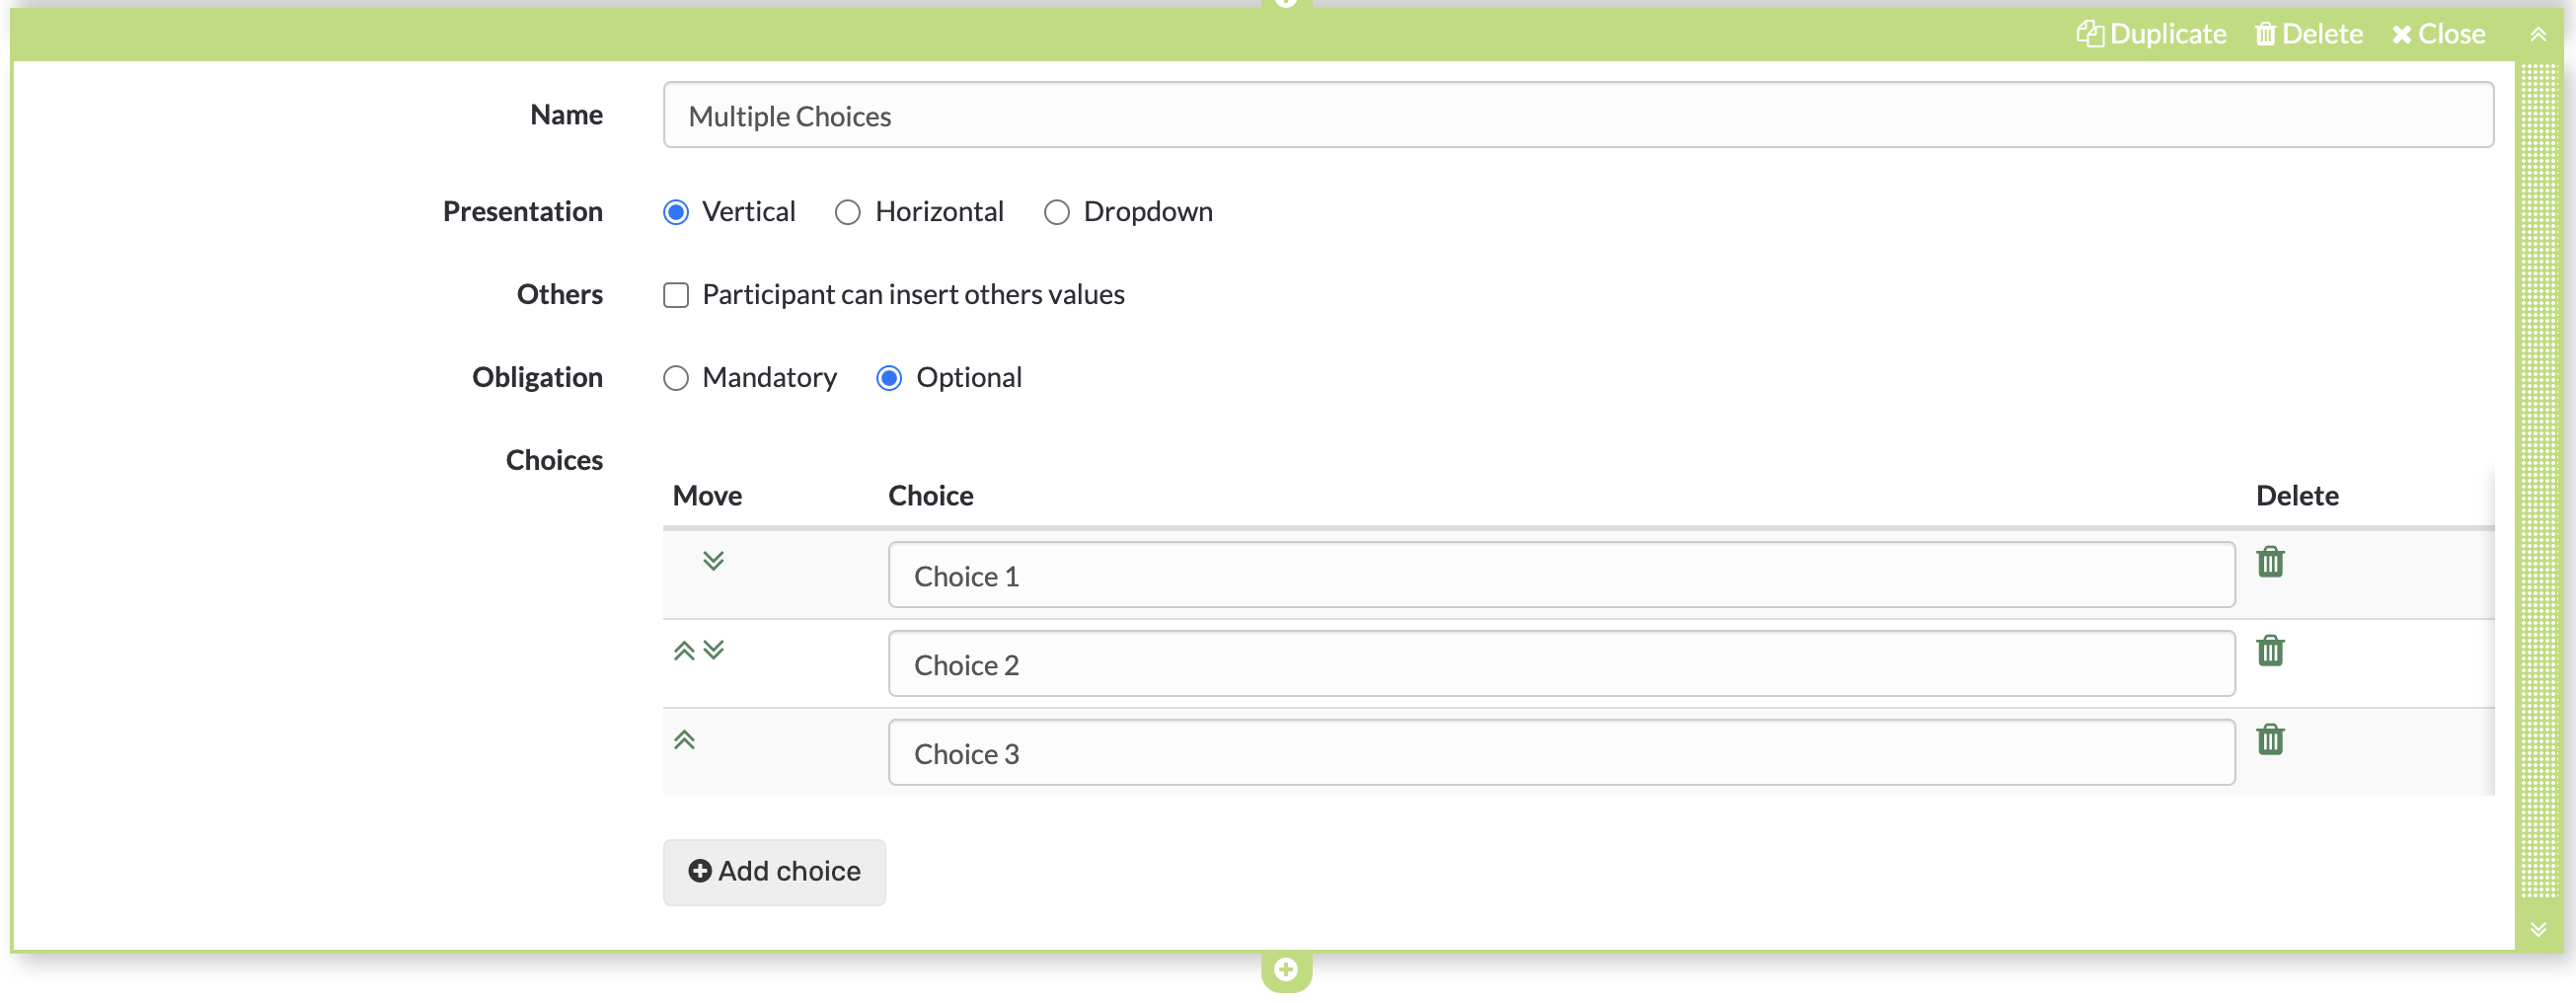 Duplicate Delete Close
Name Multiple Choices
Presentation Vertical Horizontal Dropdown
Others Participant can insert others values
Obligation Mandatory Optional
Choices
Move Choice Delete
Choice 1
Choice 2
Choice 3
Add choice